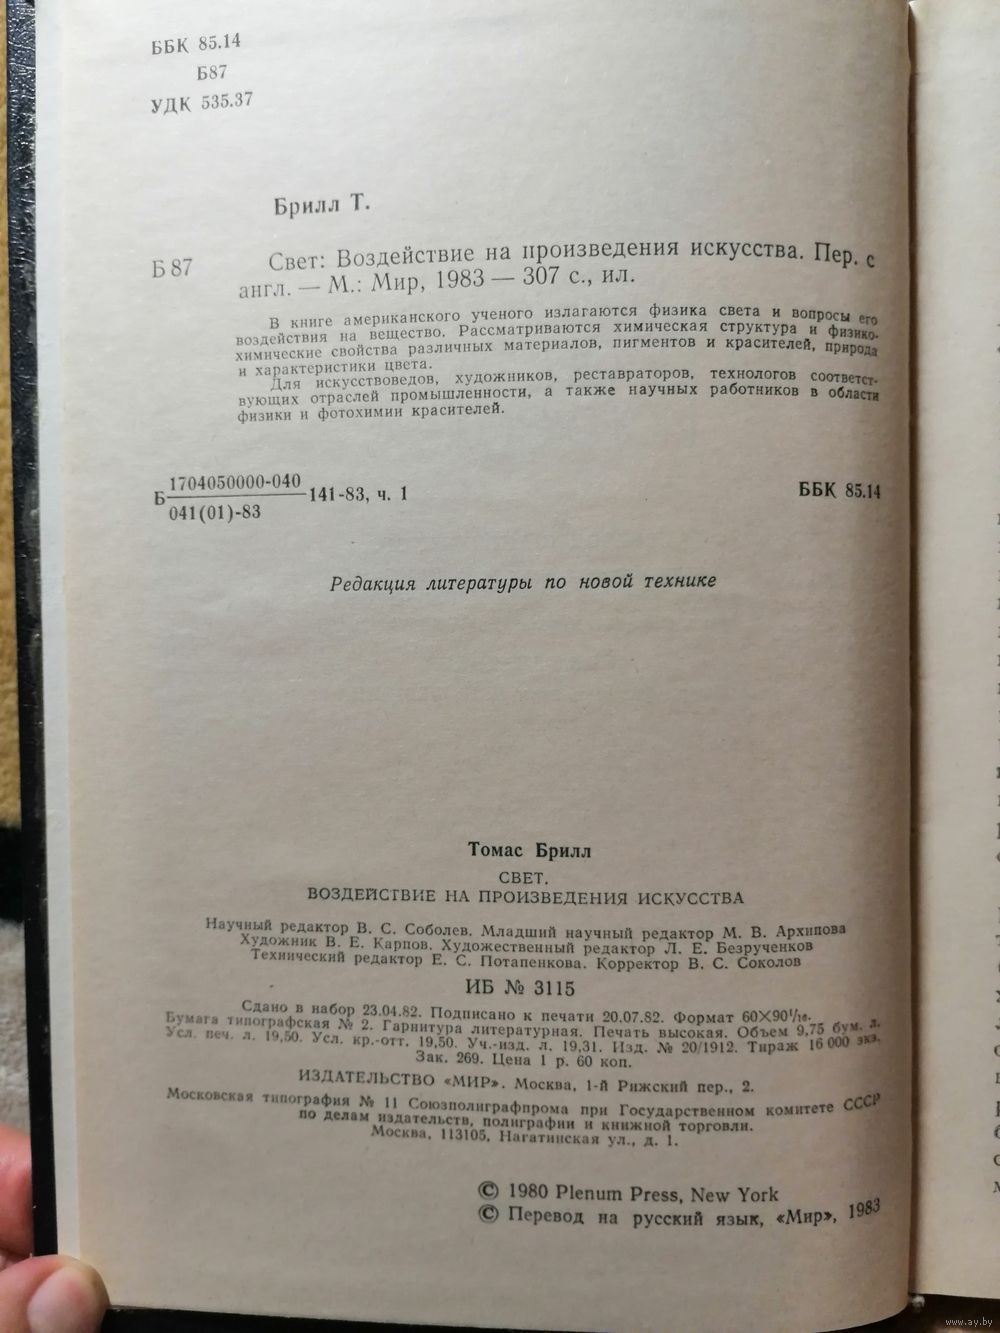 ББК 85.14
Б87
УДК 535.37
Брилл Т.
Б 87 Свет: Воздействие на произведения искусства. Пер. с
англ. — М.: Мир, 1983 — 307 с., ил.
В книге американского ученого излагаются физика света и вопросы его
воздействия на вещество. Рассматриваются химическая структура и физико-
химические свойства различных материалов, пигментов и красителей, природа
и характеристики цвета.
Для искусствоведов, художников, реставраторов, технологов соответст-
вующих отраслей промышленности, а также научных работников в области
физики и фотохимии красителей.
Б 1704050000-040
041(01)-83
141-83, ч. 1
ББК 85.14
Редакция литературы по новой технике
Томас Брилл
СВЕТ.
ВОЗДЕЙСТВИЕ НА ПРОИЗВЕДЕНИЯ ИСКУССТВА
Научный редактор В. С. Соболев. Младший научный редактор М. В. Архипова
Художник В. Е. Карпов. Художественный редактор Л. Е. Безрученков
Технический редактор Е. С. Потапенкова. Корректор В. С. Соколов
ИБ № 3115
Сдано в набор 23.04.82. Подписано к печати 20.07.82. Формат 60×90¹/₁₆.
Бумага типографская № 2. Гарнитура литературная. Печать высокая. Объем 9,75 бум. л.
Усл. печ. л. 19,50. Усл. кр.-отт. 19,50. Уч.-изд. л. 19,31. Изд. № 20/1912. Тираж 16 000 экз.
Зак. 269. Цена 1 р. 60 коп.
ИЗДАТЕЛЬСТВО «МИР». Москва, 1-й Рижский пер., 2.
Московская типография № 11 Союзполиграфпрома при Государственном комитете СССР
по делам издательств, полиграфии и книжной торговли.
Москва, 113105, Нагатинская ул., д. 1.
© 1980 Plenum Press, New York
© Перевод на русский язык, «Мир», 1983
www.ay.by